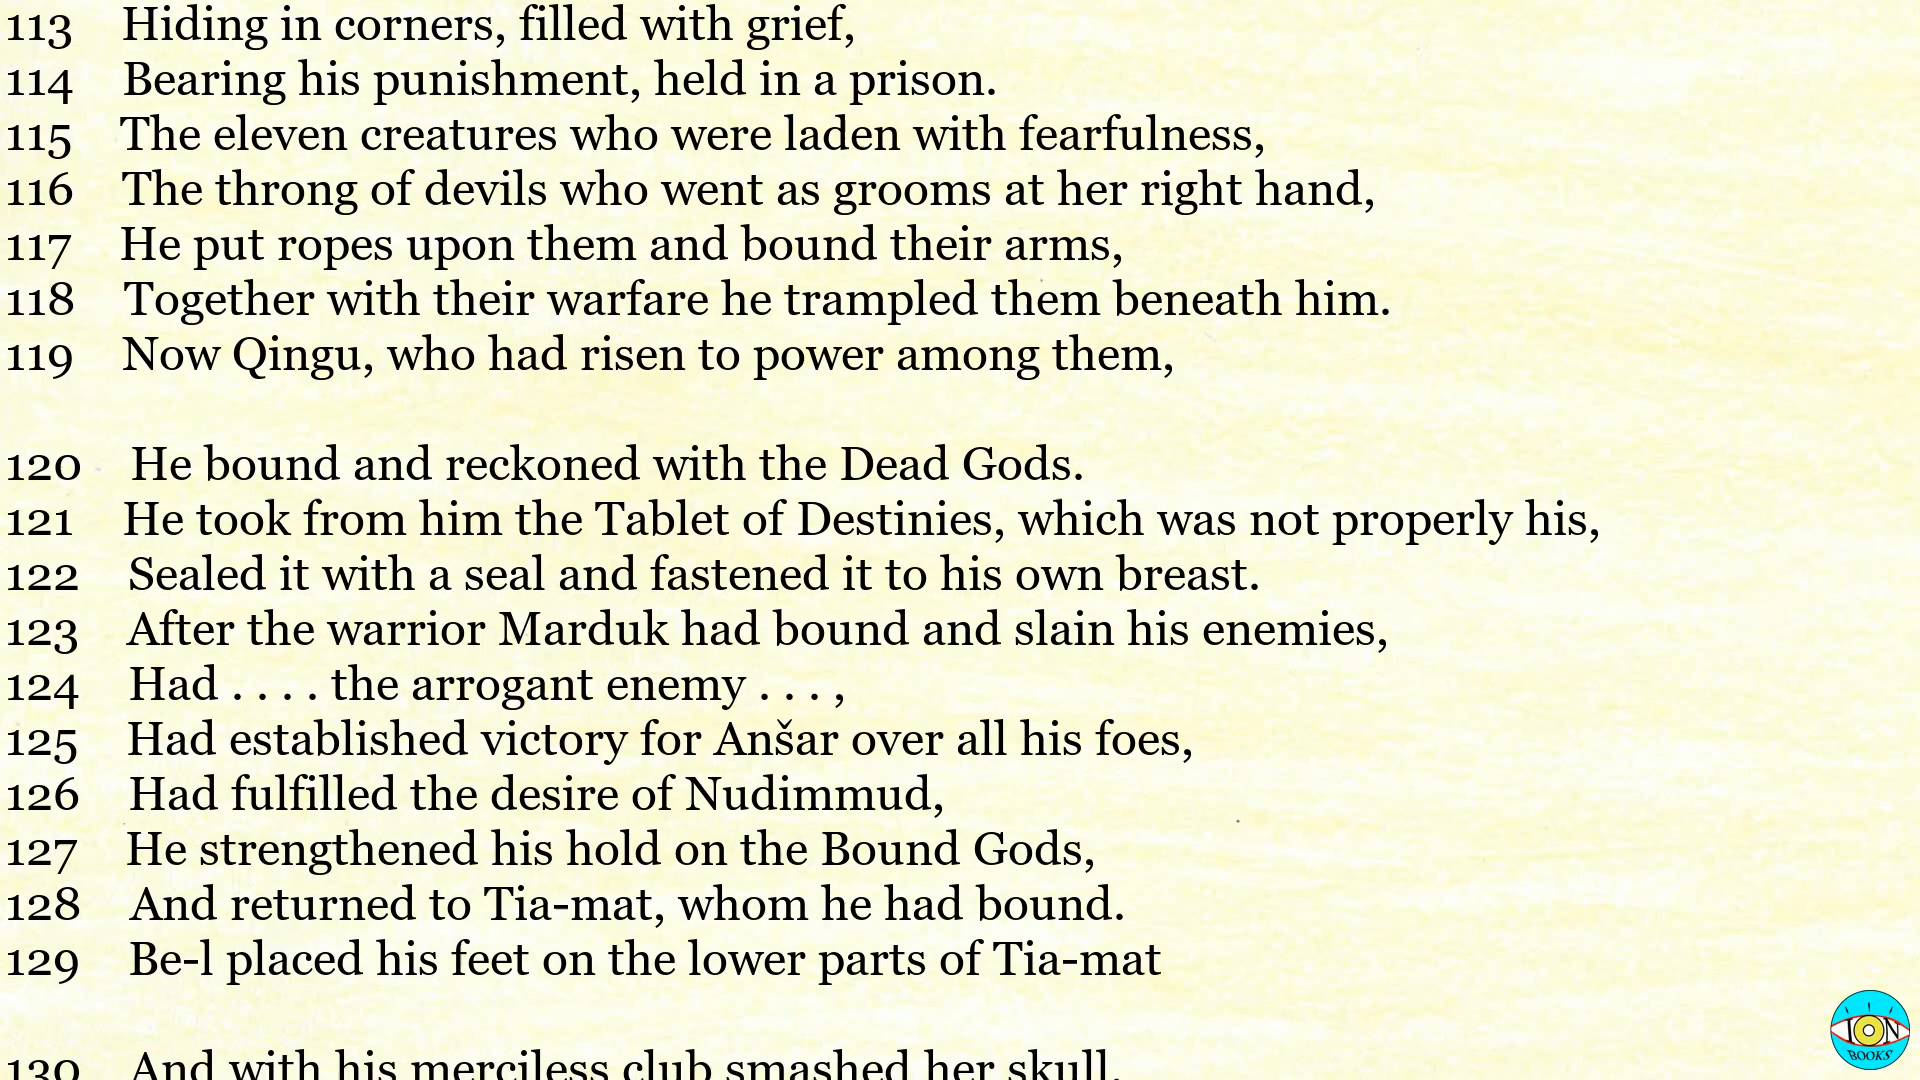 113 Hiding in corners, filled with grief,
114 Bearing his punishment, held in a prison.
115 The eleven creatures who were laden with fearfulness,
116 The throng of devils who went as grooms at her right hand,
117 He put ropes upon them and bound their arms,
118 Together with their warfare he trampled them beneath him.
119 Now Qingu, who had risen to power among them,
120 He bound and reckoned with the Dead Gods.
121 He took from him the Tablet of Destinies, which was not properly his,
122 Sealed it with a seal and fastened it to his own breast.
123 After the warrior Marduk had bound and slain his enemies,
124 Had . . . . the arrogant enemy . . . ,
125 Had established victory for Anšar over all his foes,
126 Had fulfilled the desire of Nudimmud,
127 He strengthened his hold on the Bound Gods,
128 And returned to Tia-mat, whom he had bound.
129 Be-l placed his feet on the lower parts of Tia-mat
130 And with his merciless club smashed her skull.
ION
BOOKS